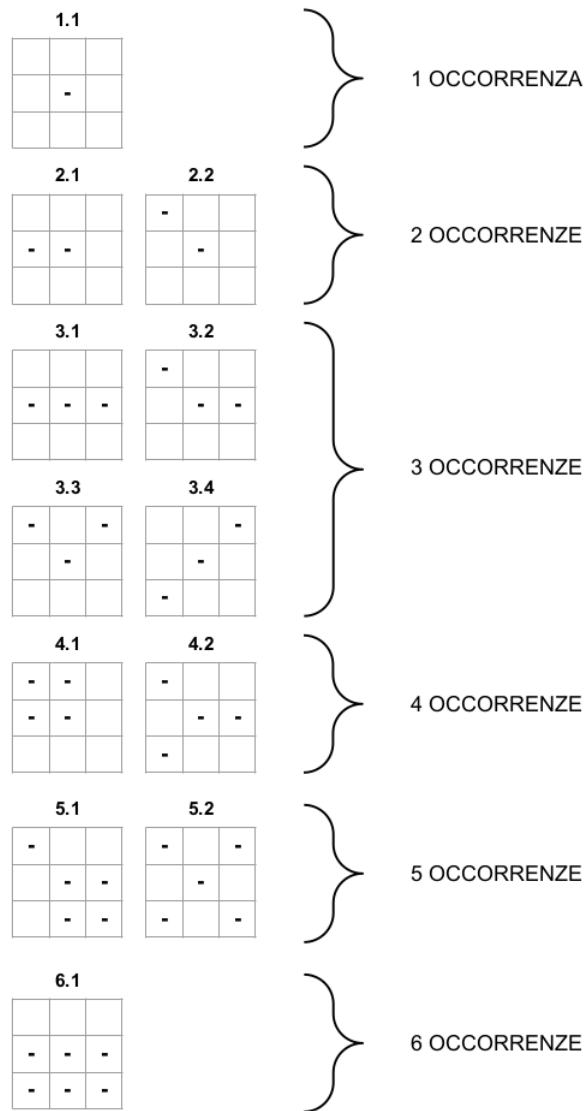 1.1
-
1 OCCORRENZA
2.1 2.2
-
- - -
2 OCCORRENZE
3.1 3.2
-
- - - - -
3 OCCORRENZE
3.3 3.4
- - -
- -
-
4.1 4.2
- - -
- - - -
-
4 OCCORRENZE
5.1 5.2
- - -
- - -
- - - -
5 OCCORRENZE
6.1
- - -
- - -
6 OCCORRENZE